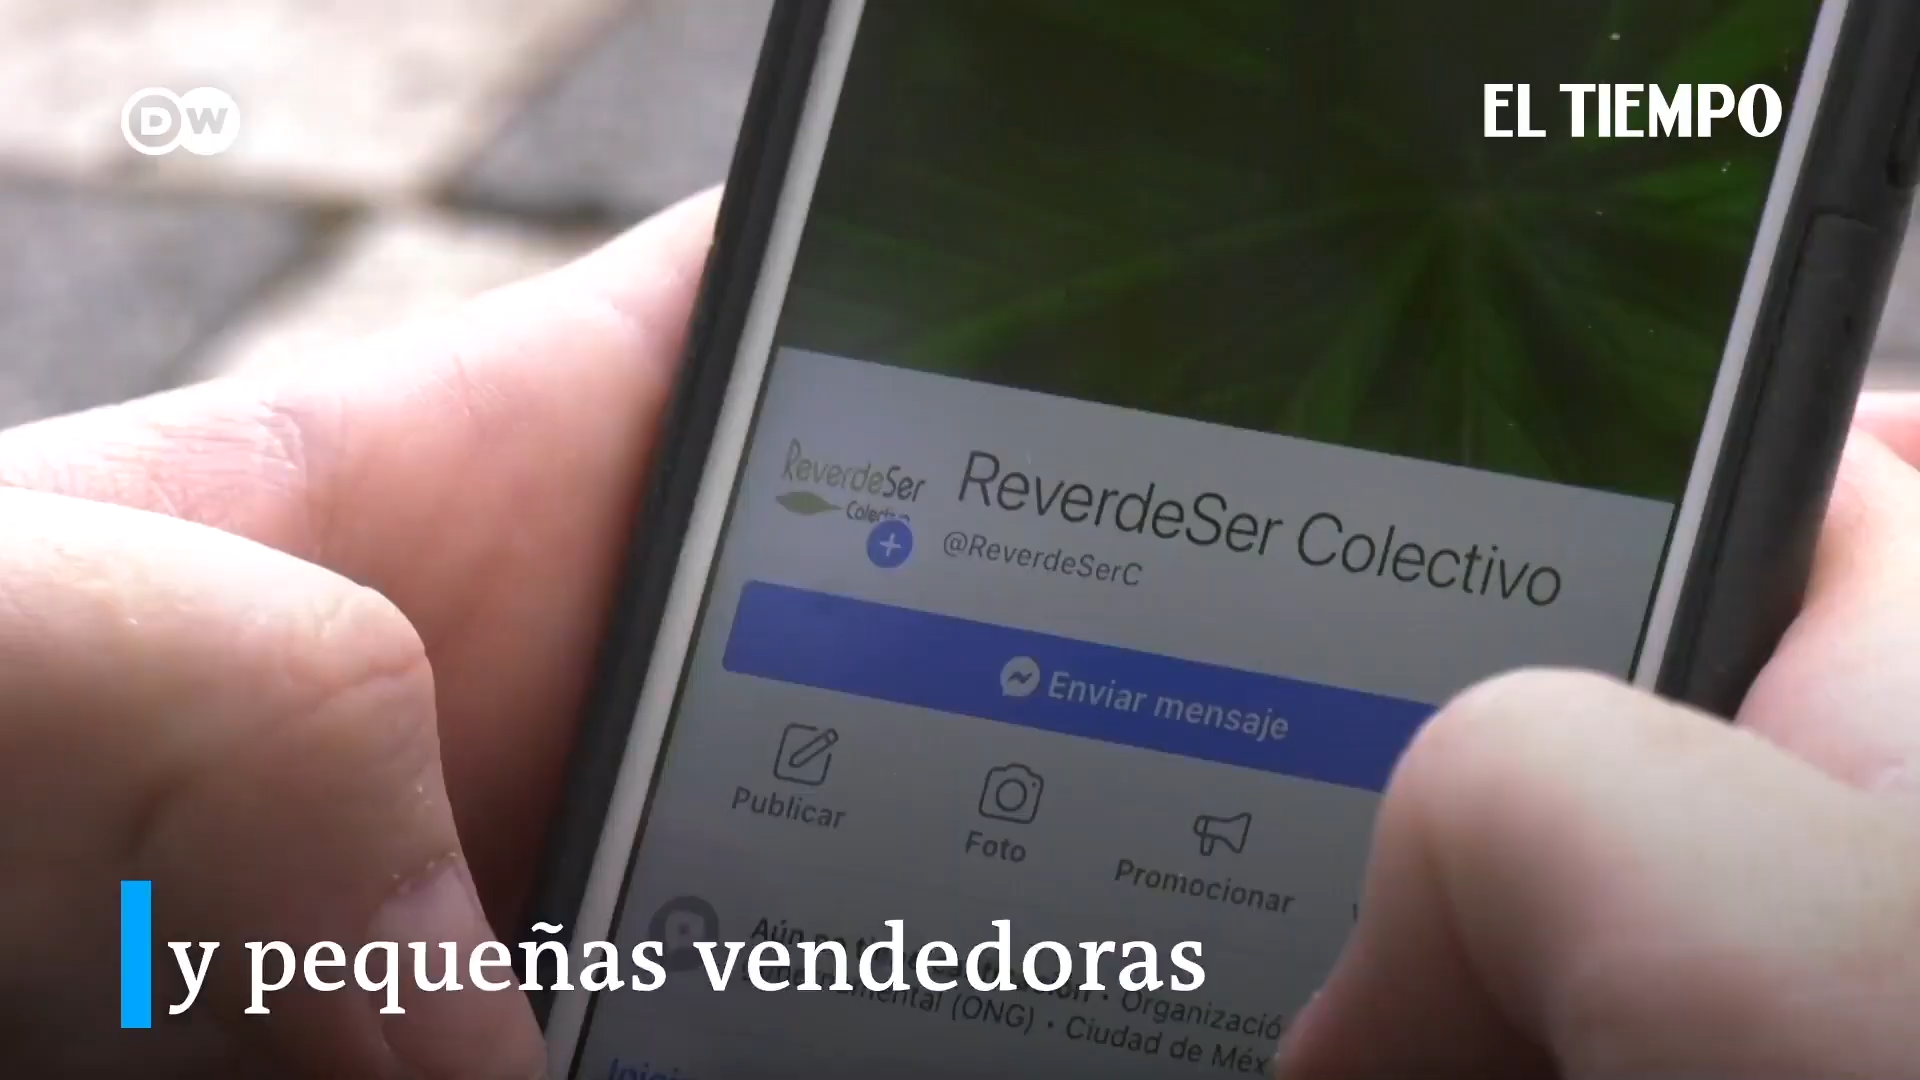 DW
EL TIEMPO
ReverdeSer
ReverdeSer Colectivo
@ReverdeSerC
Enviar mensaje
Publicar
Foto
Promocionar
Aún
Organizació
(ONG) · Ciudad de Méx
y pequeñas vendedoras